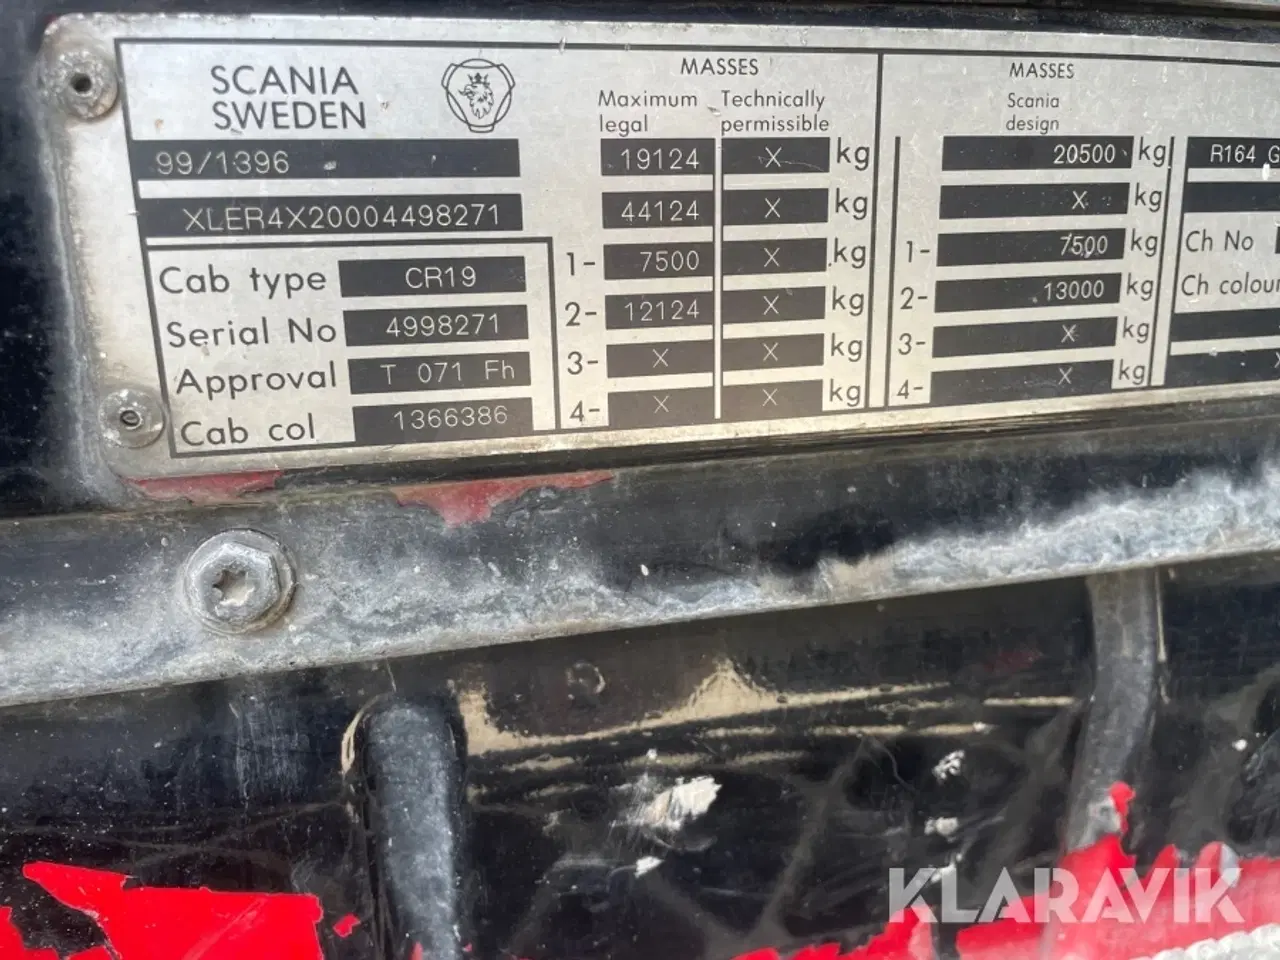 SCANIA
SWEDEN
99/1396
XLER4X20004498271
Cab type CR19
Serial No 4998271
Approval T 071 Fh
Cab col 1366386
MASSES
Maximum legal Technically permissible
19124 X kg
44124 X kg
1- 7500 X kg
2- 12124 X kg
3- X X kg
4- X X kg
MASSES
Scania
design
20500 kg
X kg
1- 7500 kg
2- 13000 kg
3- X kg
4- X kg
R164 G
Ch No
Ch colour
KLARAVIK